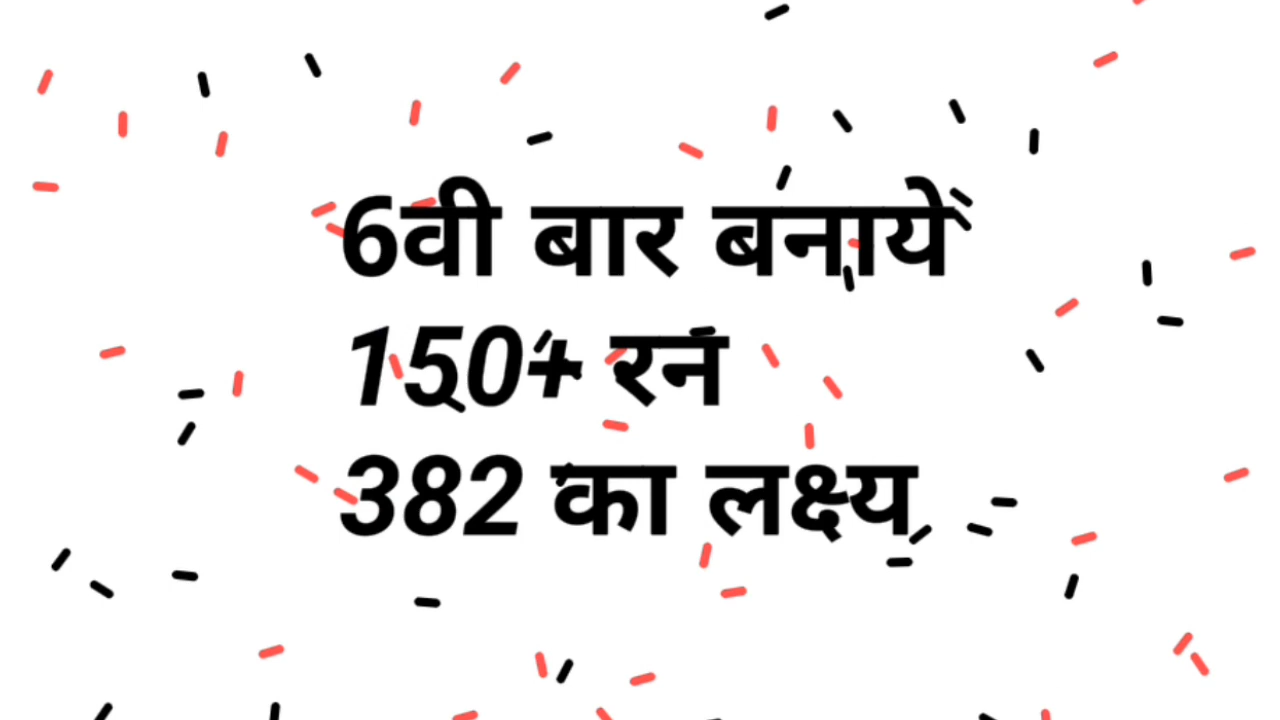 6वी बार बनायें
150+ रन
382 का लक्ष्य